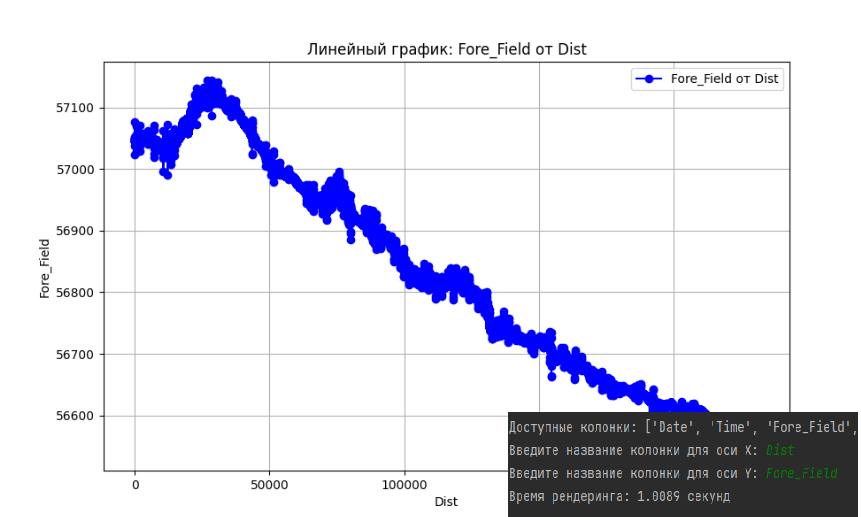 Линейный график: Fore_Field от Dist
Fore_Field от Dist
57100
57000
56900
56800
56700
56600
Fore_Field
0
50000
100000
Dist
Доступные колонки: ['Date', 'Time', 'Fore_Field',
Введите название колонки для оси X: Dist
Введите название колонки для оси Y: Fore_Field
Время рендеринга: 1.0089 секунд